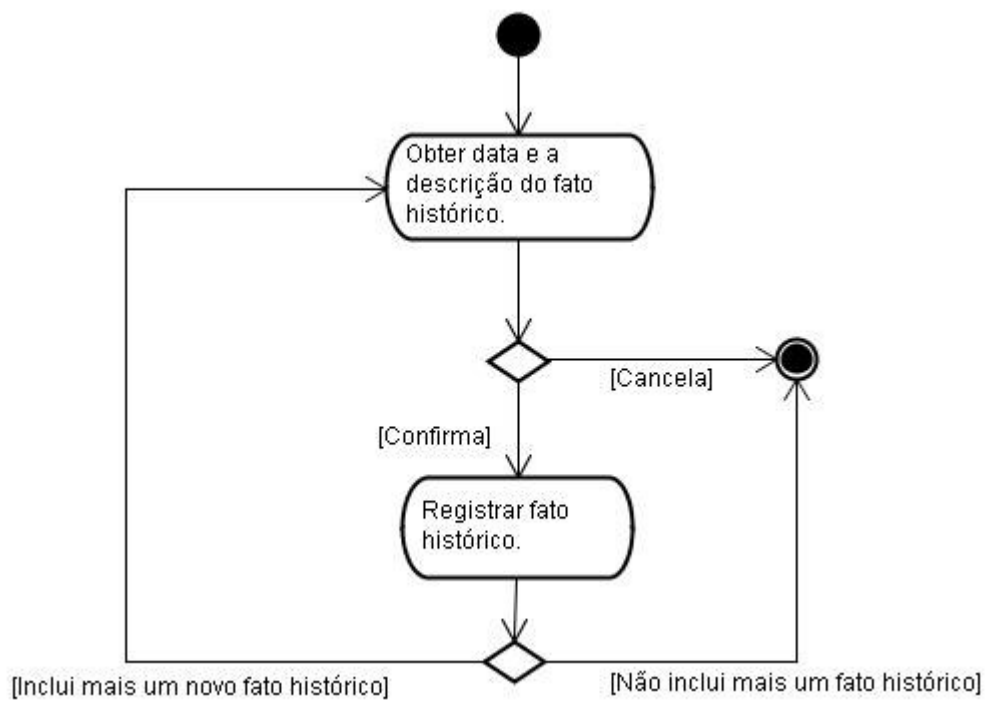 Obter data e a
descrição do fato
histórico.
[Cancela]
[Confirma]
Registrar fato
histórico.
[Inclui mais um novo fato histórico]
[Não inclui mais um fato histórico]